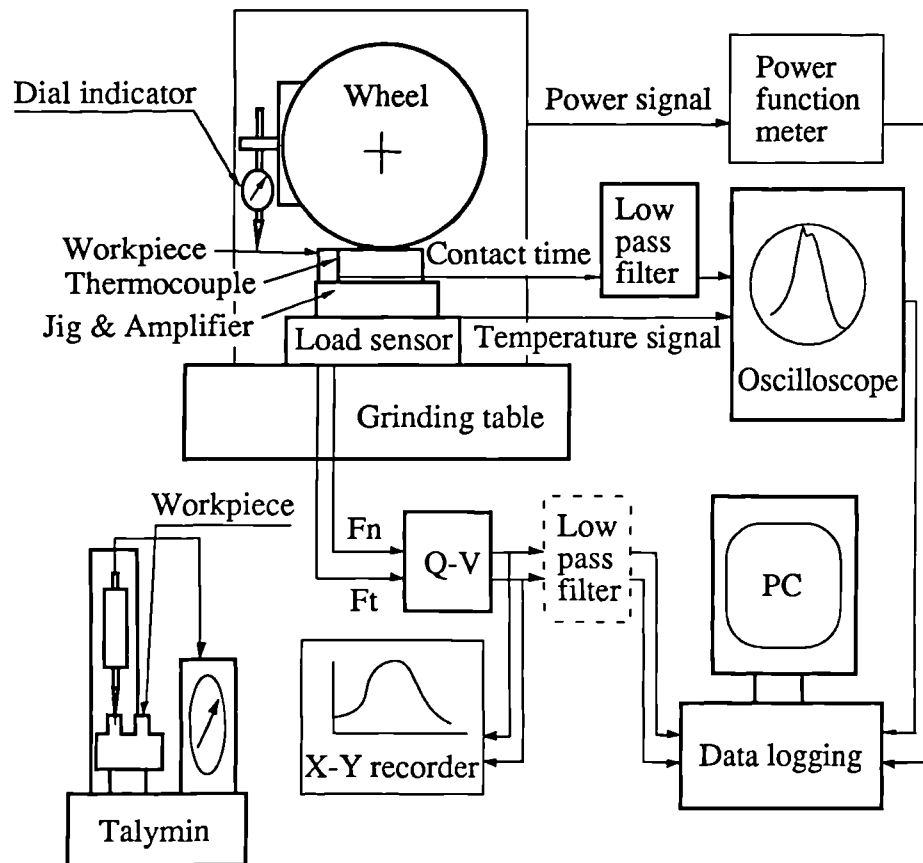 Dial indicator
Wheel
Power signal
Power
function
meter
Low
pass
filter
Workpiece
Thermocouple
Jig & Amplifier
Contact time
Load sensor
Temperature signal
Oscilloscope
Grinding table
Workpiece
Fn
Ft
Q-V
Low
pass
filter
PC
X-Y recorder
Data logging
Talymin